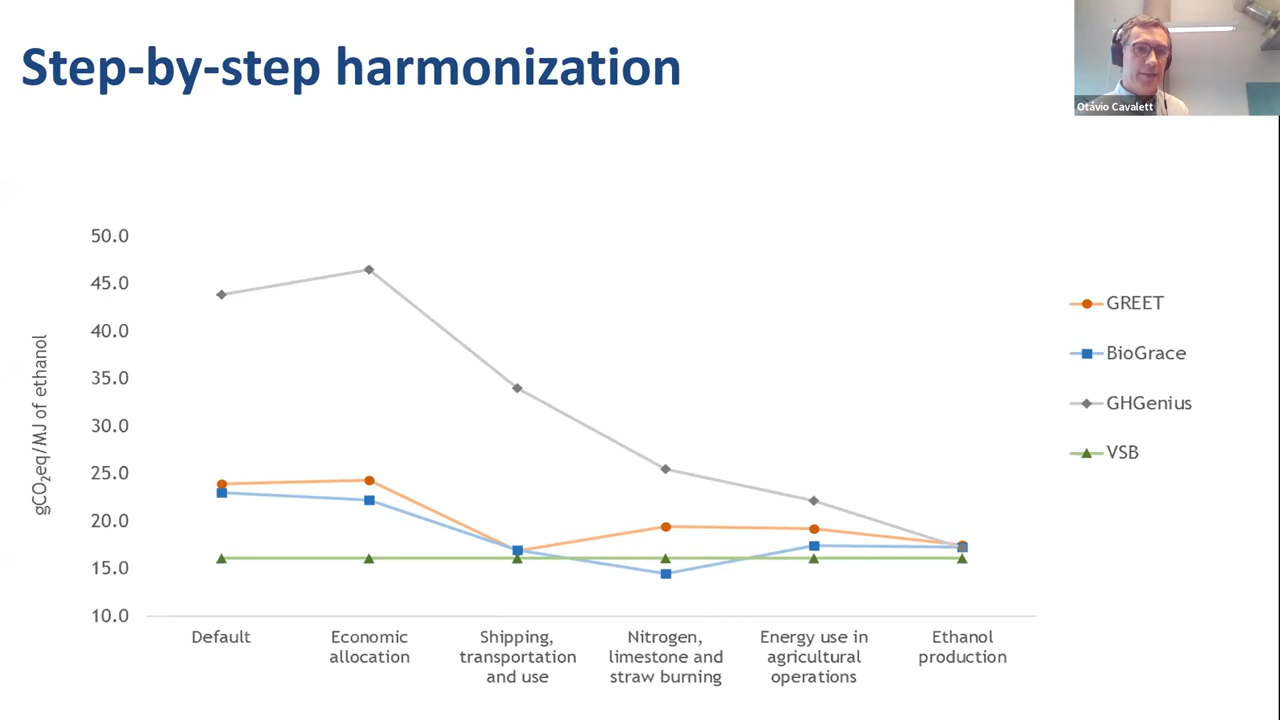 Step-by-step harmonization
Otávio Cavalett
50.0
45.0
40.0
35.0
30.0
25.0
20.0
15.0
10.0
gCO₂eq/MJ of ethanol
Default
Economic
allocation
Shipping,
transportation
and use
Nitrogen,
limestone and
straw burning
Energy use in
agricultural
operations
Ethanol
production
GREET
BioGrace
GHGenius
VSB